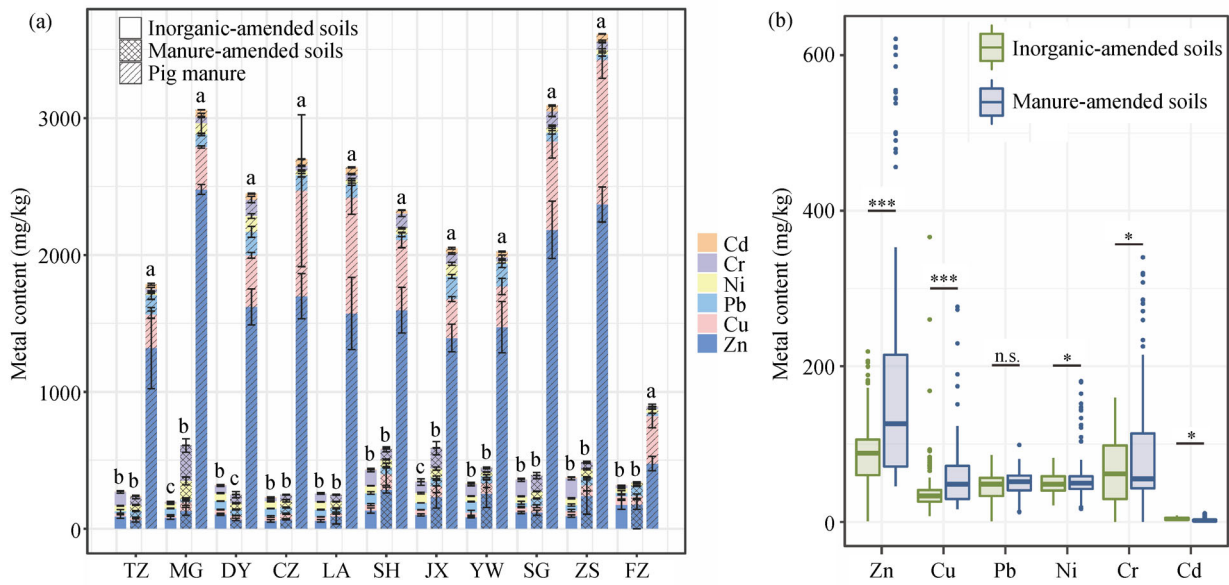 (a)
Inorganic-amended soils
Manure-amended soils
Pig manure
Metal content (mg/kg)
3000
2000
1000
0
a
a
a
a
a
a
a
a
a
a
a
b b
c b
b c
b b
b b
b b
c b
b b
b b
b b
b b
TZ MG DY CZ LA SH JX YW SG ZS FZ
Cd
Cr
Ni
Pb
Cu
Zn
(b)
Inorganic-amended soils
Manure-amended soils
Metal content (mg/kg)
600
400
200
0
***
***
n.s.
*
*
*
Zn Cu Pb Ni Cr Cd